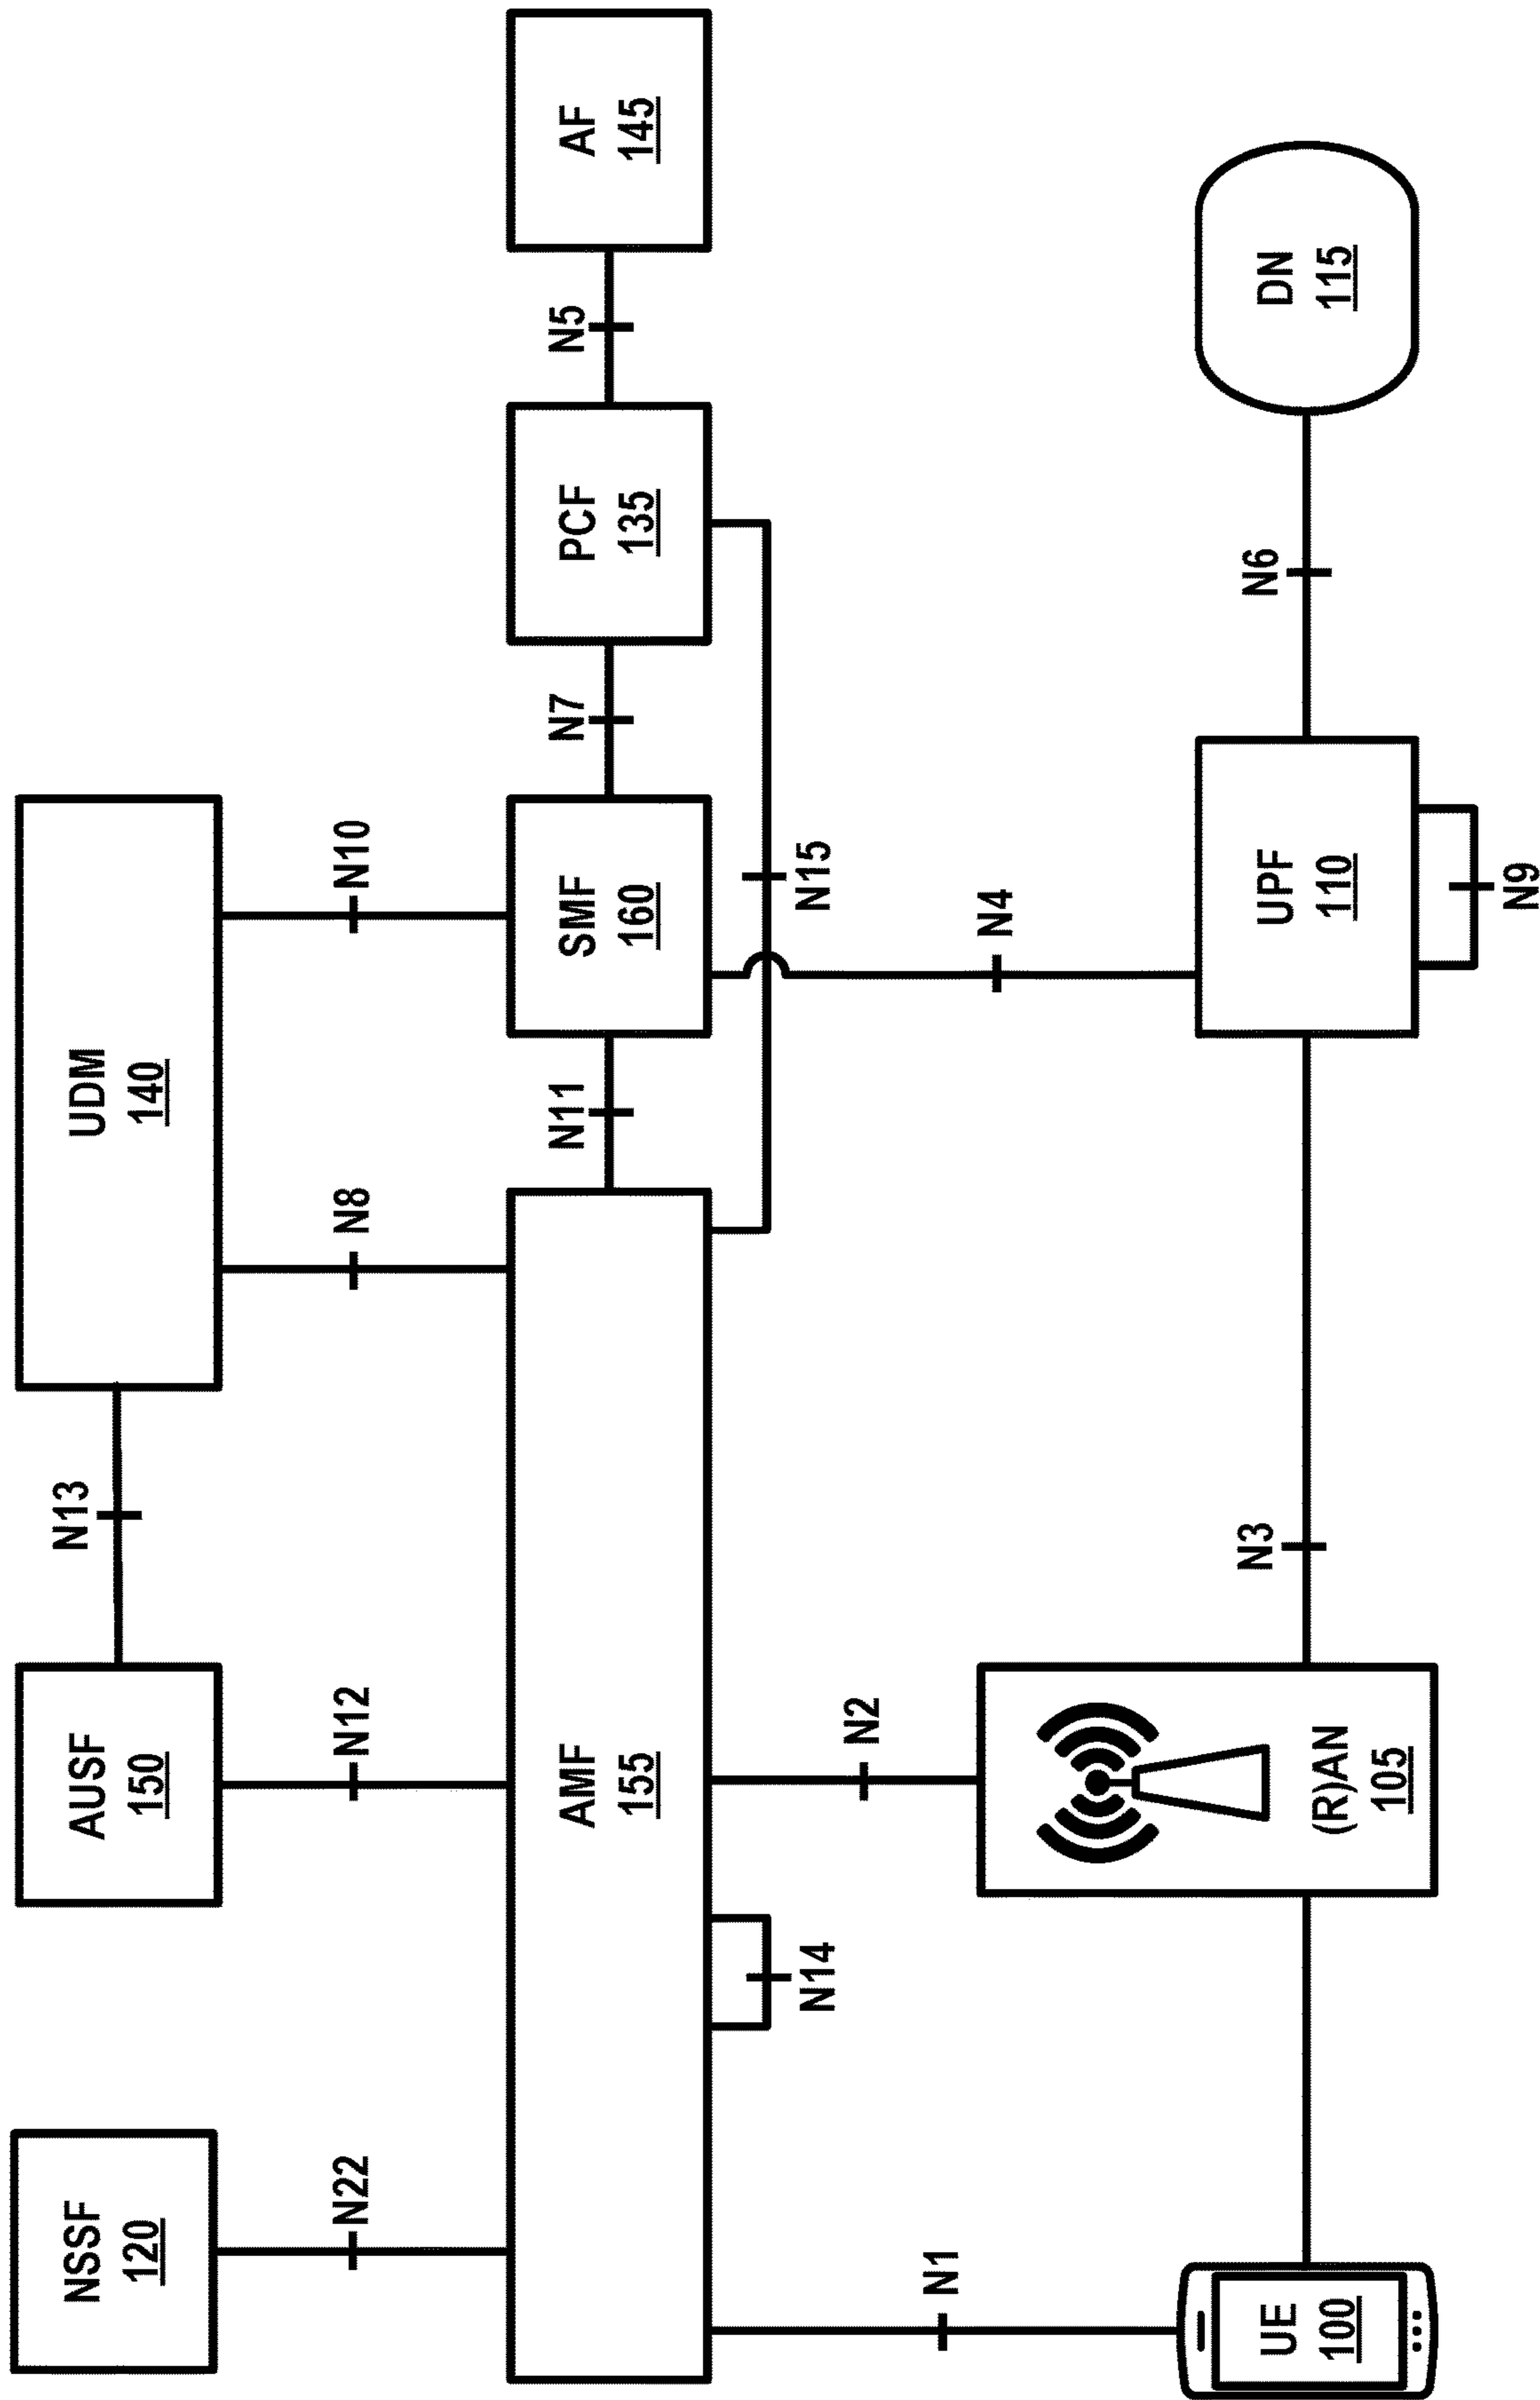 NSSF
120
AUSF
150
N13
UDM
140
N22
N12
N8
N10
AMF
155
N11
SMF
160
N7
PCF
135
N5
AF
145
N14
N15
N1
N2
N4
UE
100
(R)AN
105
N3
UPF
110
N6
DN
115
N9